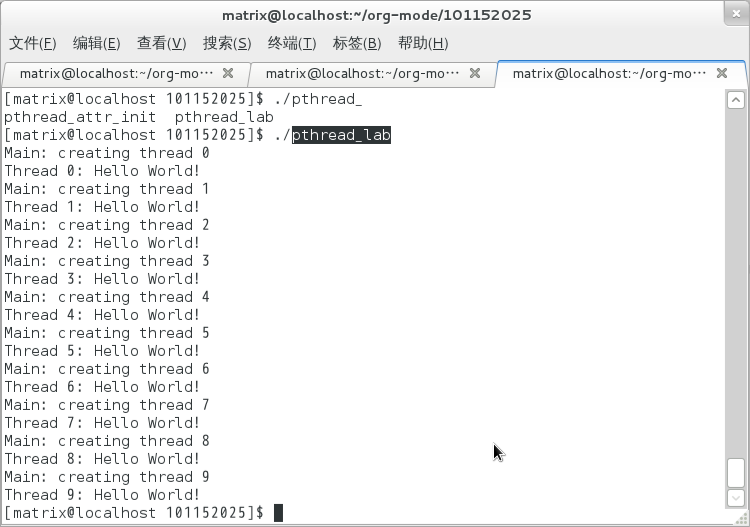 matrix@localhost:~/org-mode/101152025
文件(F) 编辑(E) 查看(V) 搜索(S) 终端(T) 标签(B) 帮助(H)
matrix@localhost:~/org-mo··· matrix@localhost:~/org-mo··· matrix@localhost:~/org-mo···
[matrix@localhost 101152025]$ ./pthread_
pthread_attr_init  pthread_lab
[matrix@localhost 101152025]$ ./pthread_lab
Main: creating thread 0
Thread 0: Hello World!
Main: creating thread 1
Thread 1: Hello World!
Main: creating thread 2
Thread 2: Hello World!
Main: creating thread 3
Thread 3: Hello World!
Main: creating thread 4
Thread 4: Hello World!
Main: creating thread 5
Thread 5: Hello World!
Main: creating thread 6
Thread 6: Hello World!
Main: creating thread 7
Thread 7: Hello World!
Main: creating thread 8
Thread 8: Hello World!
Main: creating thread 9
Thread 9: Hello World!
[matrix@localhost 101152025]$